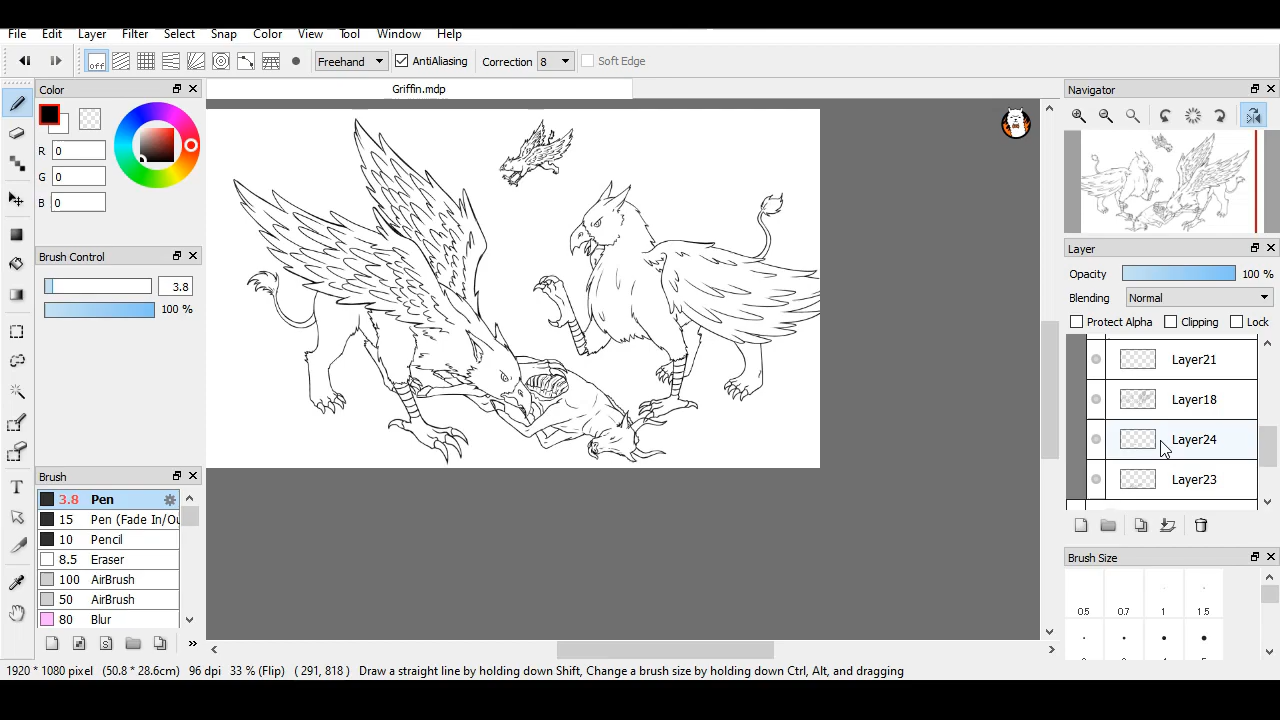 File Edit Layer Filter Select Snap Color View Tool Window Help
off Freehand AntiAliasing Correction 8 Soft Edge
Color
Griffin.mdp
Navigator
R 0
G 0
B 0
Brush Control
3.8
100 %
Layer
Opacity 100 %
Blending Normal
Protect Alpha Clipping Lock
Layer21
Layer18
Layer24
Layer23
Brush
3.8 Pen
15 Pen (Fade In/Ou
10 Pencil
8.5 Eraser
100 AirBrush
50 AirBrush
80 Blur
Brush Size
0.5 0.7 1 1.5
1920 * 1080 pixel (50.8 * 28.6cm) 96 dpi 33 % (Flip) ( 291, 818 ) Draw a straight line by holding down Shift, Change a brush size by holding down Ctrl, Alt, and dragging